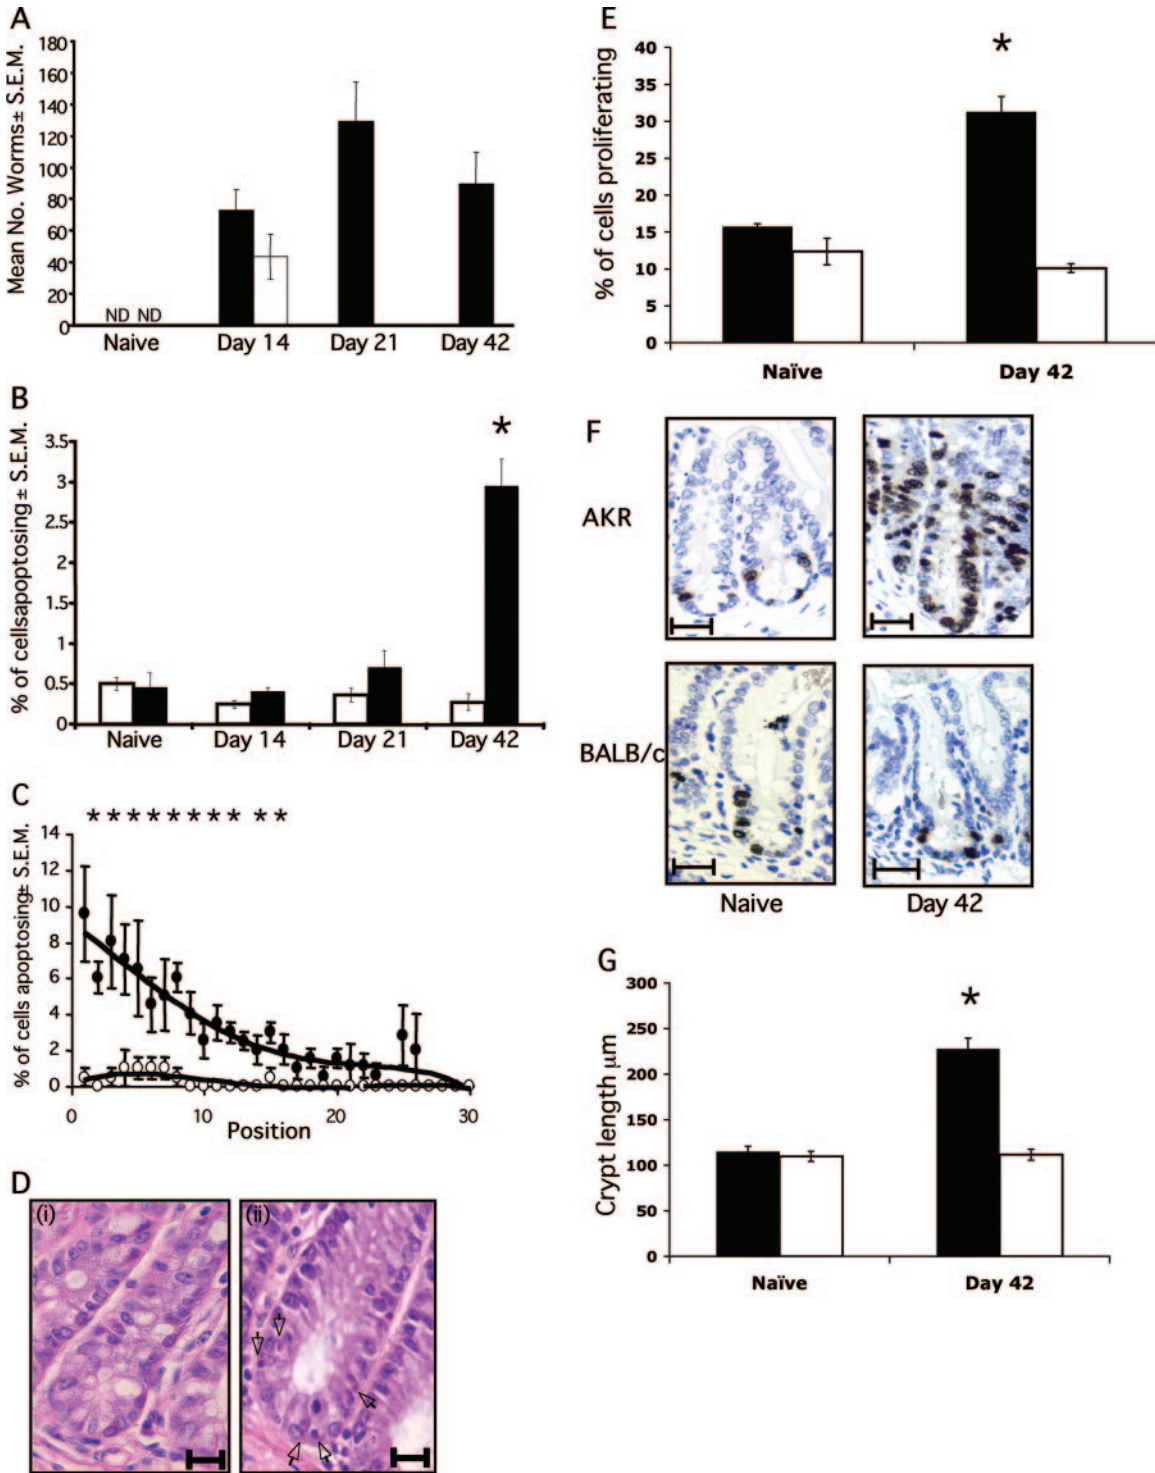 A
Mean No. Worms± S.E.M.
180
160
140
120
100
80
60
40
20
0
ND ND
Naive Day 14 Day 21 Day 42
B
% of cellsapoptosing± S.E.M.
3.5
3
2.5
2
1.5
1
0.5
0
*
Naive Day 14 Day 21 Day 42
C
* * * * * * * * * *
% of cells apoptosing± S.E.M.
14
12
10
8
6
4
2
0
0 10 20 30
Position
D
(i) (ii)
E
% of cells proliferating
40
35
30
25
20
15
10
5
0
*
Naïve Day 42
F
AKR
BALB/c
Naive Day 42
G
Crypt length µm
300
250
200
150
100
50
0
*
Naïve Day 42